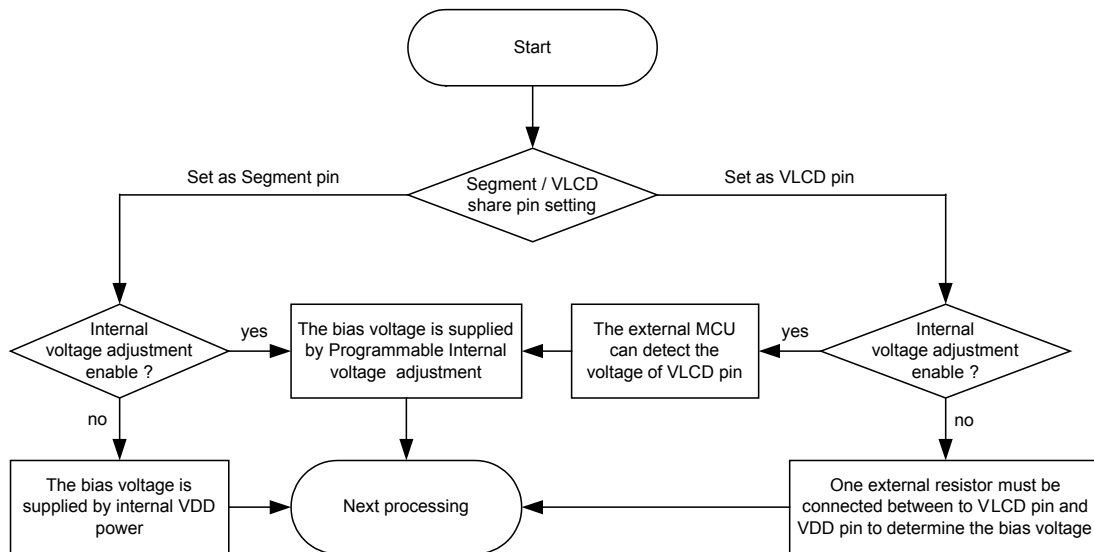 Start
Set as Segment pin
Segment / VLCD
share pin setting
Set as VLCD pin
Internal
voltage adjustment
enable ?
yes
no
The bias voltage is supplied
by Programmable Internal
voltage adjustment
The external MCU
can detect the
voltage of VLCD pin
yes
Internal
voltage adjustment
enable ?
no
The bias voltage is
supplied by internal VDD
power
Next processing
One external resistor must be
connected between to VLCD pin and
VDD pin to determine the bias voltage